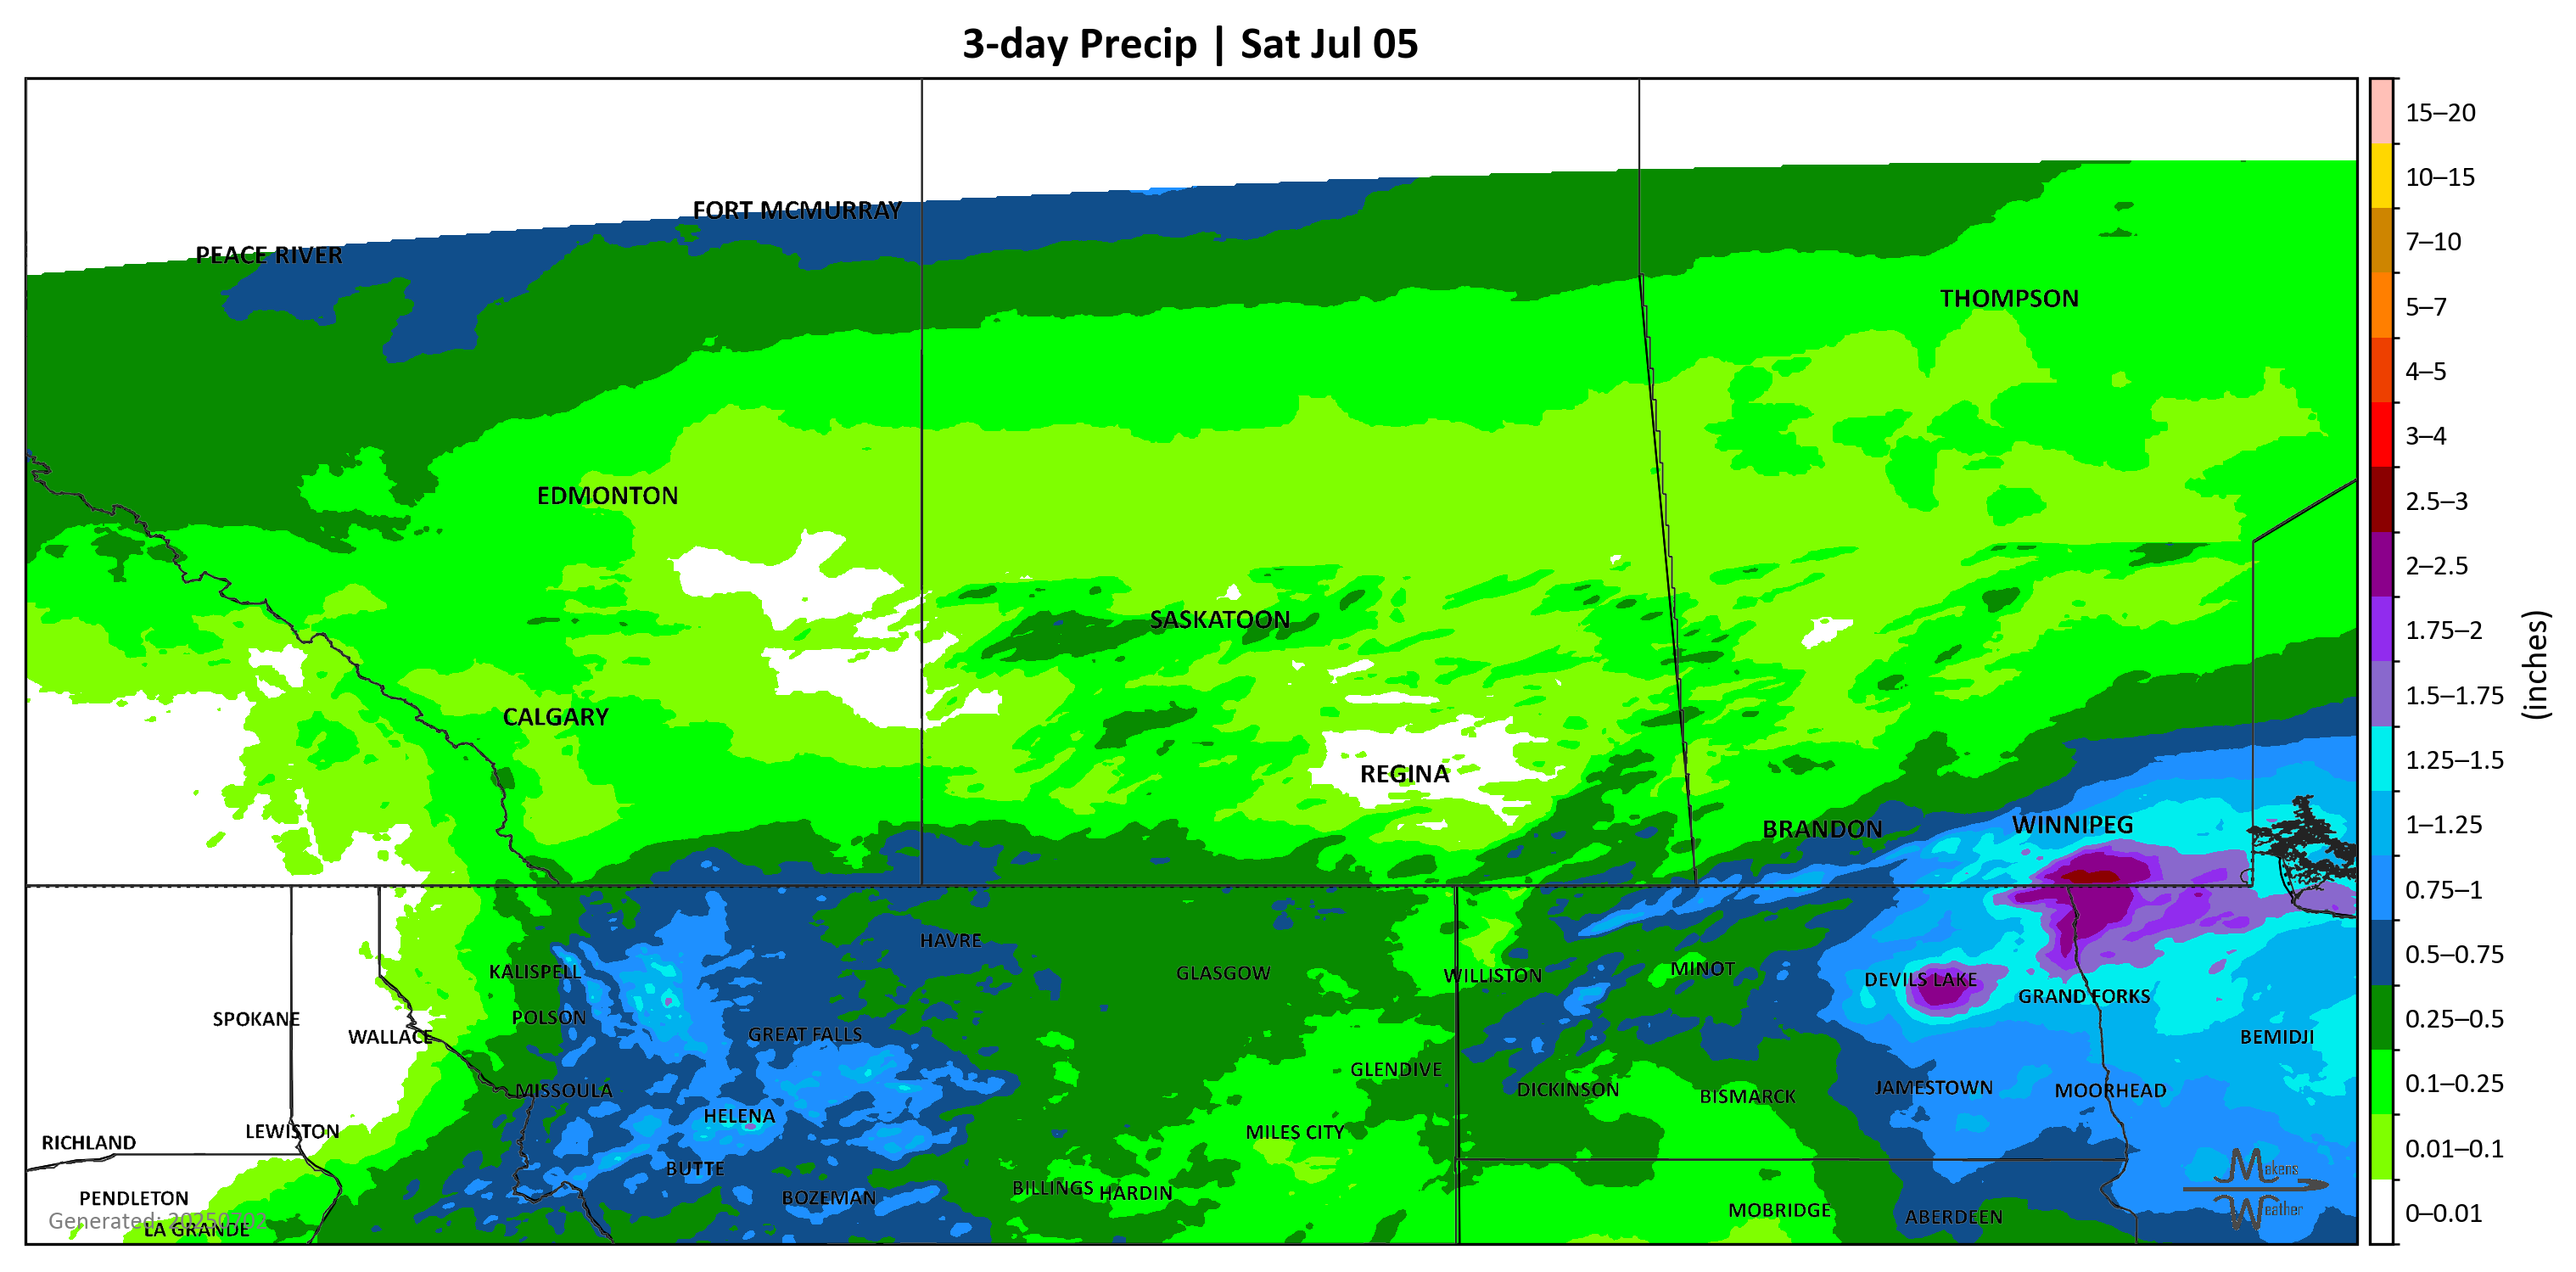 3-day Precip | Sat Jul 05
15–20
10–15
7–10
5–7
4–5
3–4
2.5–3
2–2.5
1.75–2
1.5–1.75
1.25–1.5
1–1.25
0.75–1
0.5–0.75
0.25–0.5
0.1–0.25
0.01–0.1
0–0.01
(inches)
FORT MCMURRAY
PEACE RIVER
THOMPSON
EDMONTON
SASKATOON
CALGARY
REGINA
BRANDON
WINNIPEG
HAVRE
KALISPELL
GLASGOW
WILLISTON
MINOT
DEVILS LAKE
GRAND FORKS
SPOKANE
POLSON
WALLACE
GREAT FALLS
BEMIDJI
GLENDIVE
MISSOULA
DICKINSON
BISMARCK
JAMESTOWN
MOORHEAD
HELENA
RICHLAND
LEWISTON
MILES CITY
BUTTE
PENDLETON
BOZEMAN
BILLINGS
HARDIN
MOBRIDGE
ABERDEEN
Generated: 20250702
LA GRANDE
Makens
Weather